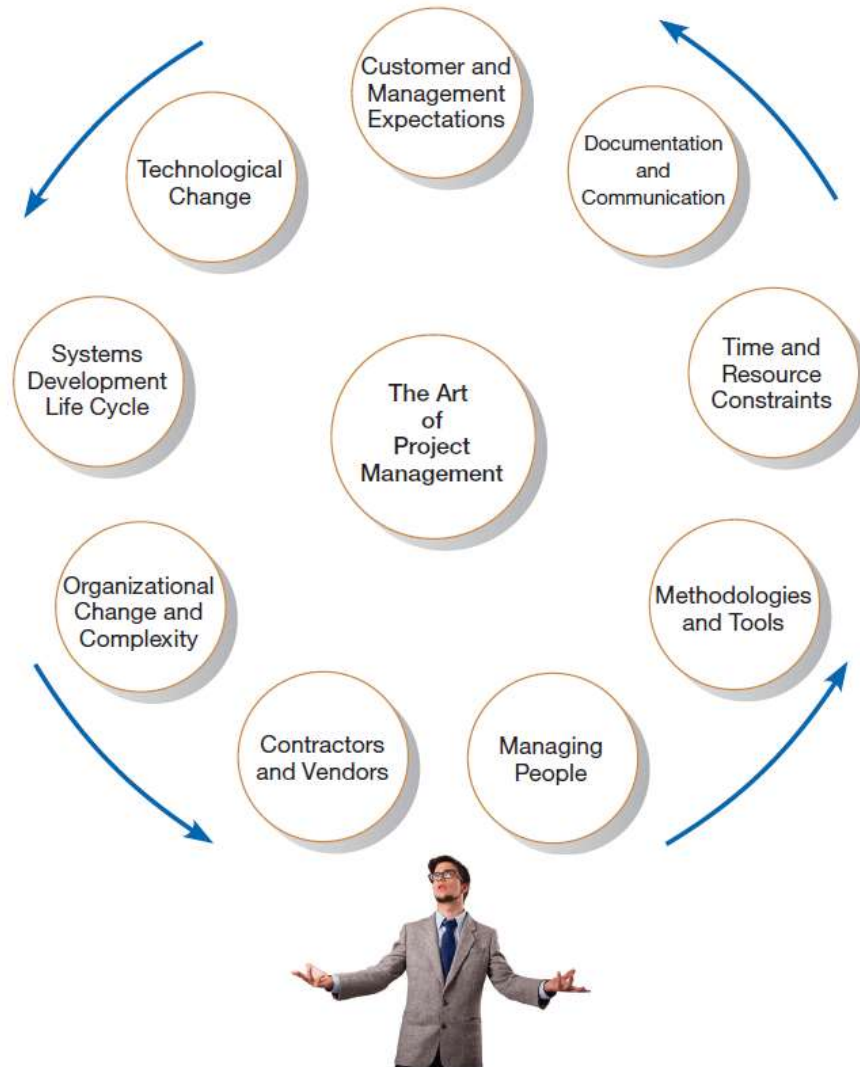 Customer and
Management
Expectations
Technological
Change
Documentation
and
Communication
Systems
Development
Life Cycle
The Art
of
Project
Management
Time and
Resource
Constraints
Organizational
Change and
Complexity
Methodologies
and Tools
Contractors
and Vendors
Managing
People